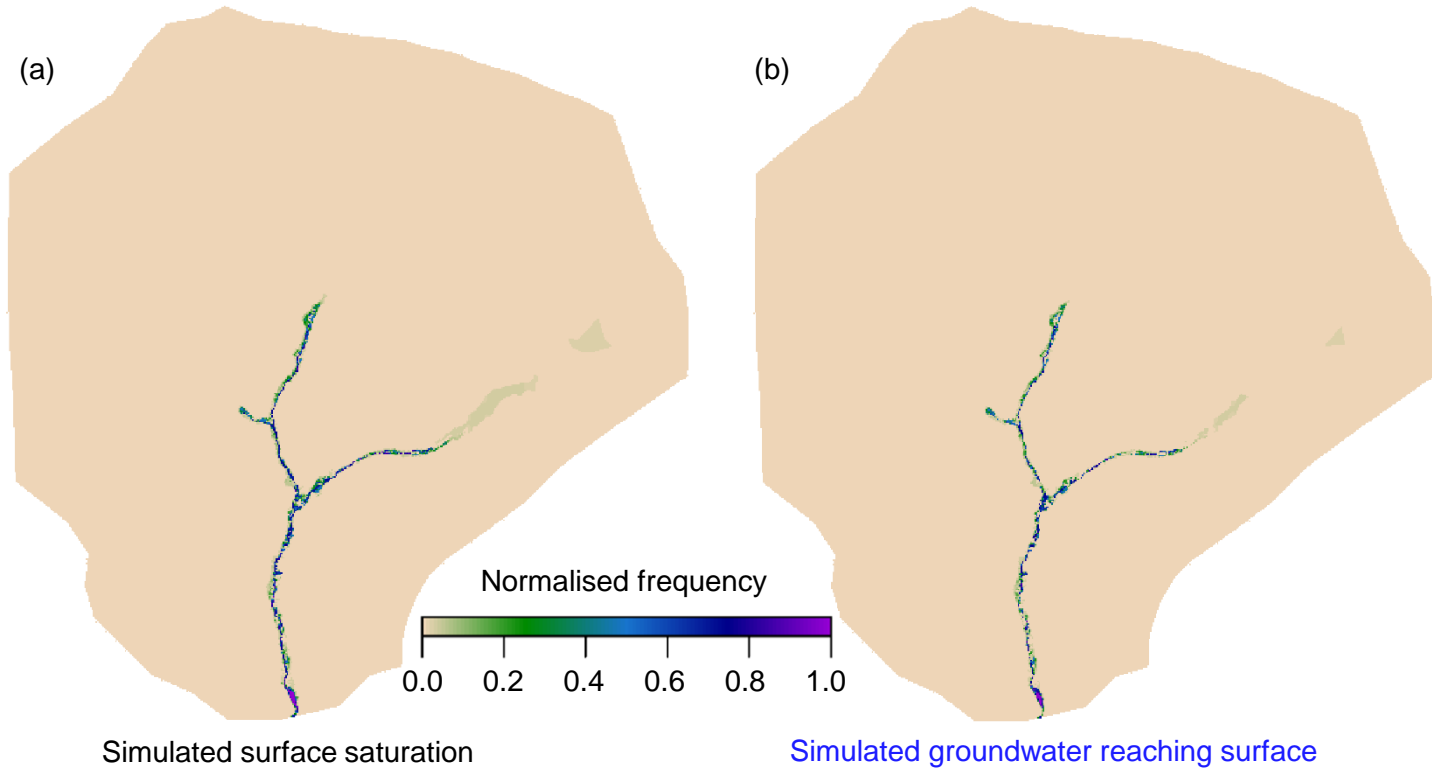 (a)
(b)
Normalised frequency
0.0 0.2 0.4 0.6 0.8 1.0
Simulated surface saturation
Simulated groundwater reaching surface